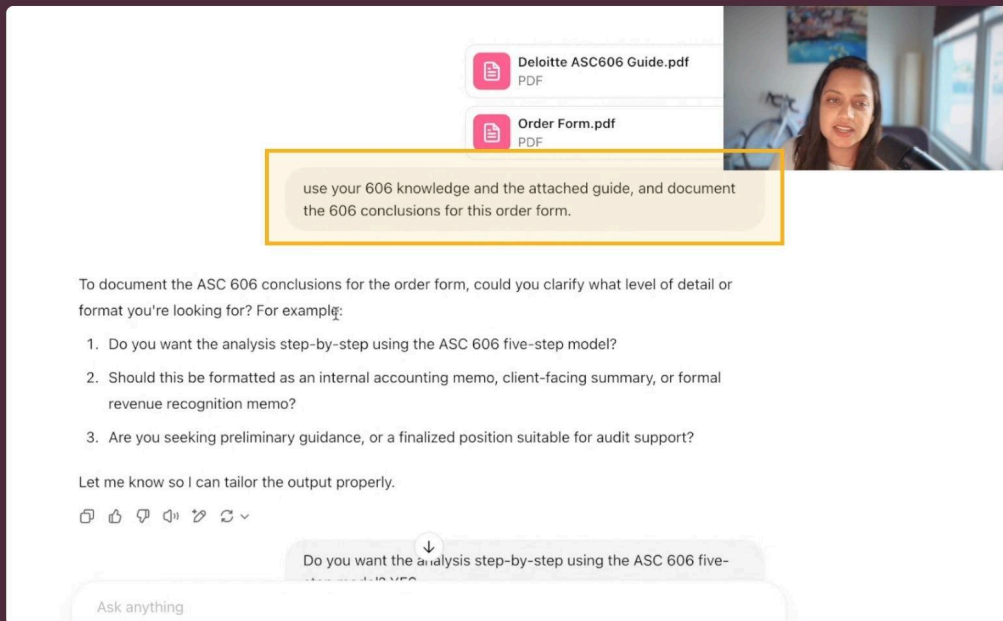 Deloitte ASC606 Guide.pdf
PDF
Order Form.pdf
PDF
use your 606 knowledge and the attached guide, and document
the 606 conclusions for this order form.
To document the ASC 606 conclusions for the order form, could you clarify what level of detail or
format you're looking for? For example:
1. Do you want the analysis step-by-step using the ASC 606 five-step model?
2. Should this be formatted as an internal accounting memo, client-facing summary, or formal
revenue recognition memo?
3. Are you seeking preliminary guidance, or a finalized position suitable for audit support?
Let me know so I can tailor the output properly.
Do you want the analysis step-by-step using the ASC 606 five-
Ask anything